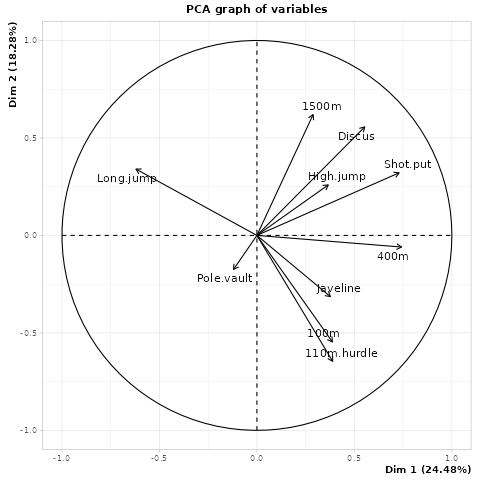 PCA graph of variables
Dim 2 (18.28%)
1.0
0.5
0.0
-0.5
-1.0
1500m
Discus
Shot.put
High.jump
Long.jump
400m
Pole.vault
Javeline
100m
110m.hurdle
-1.0
-0.5
0.0
0.5
1.0
Dim 1 (24.48%)